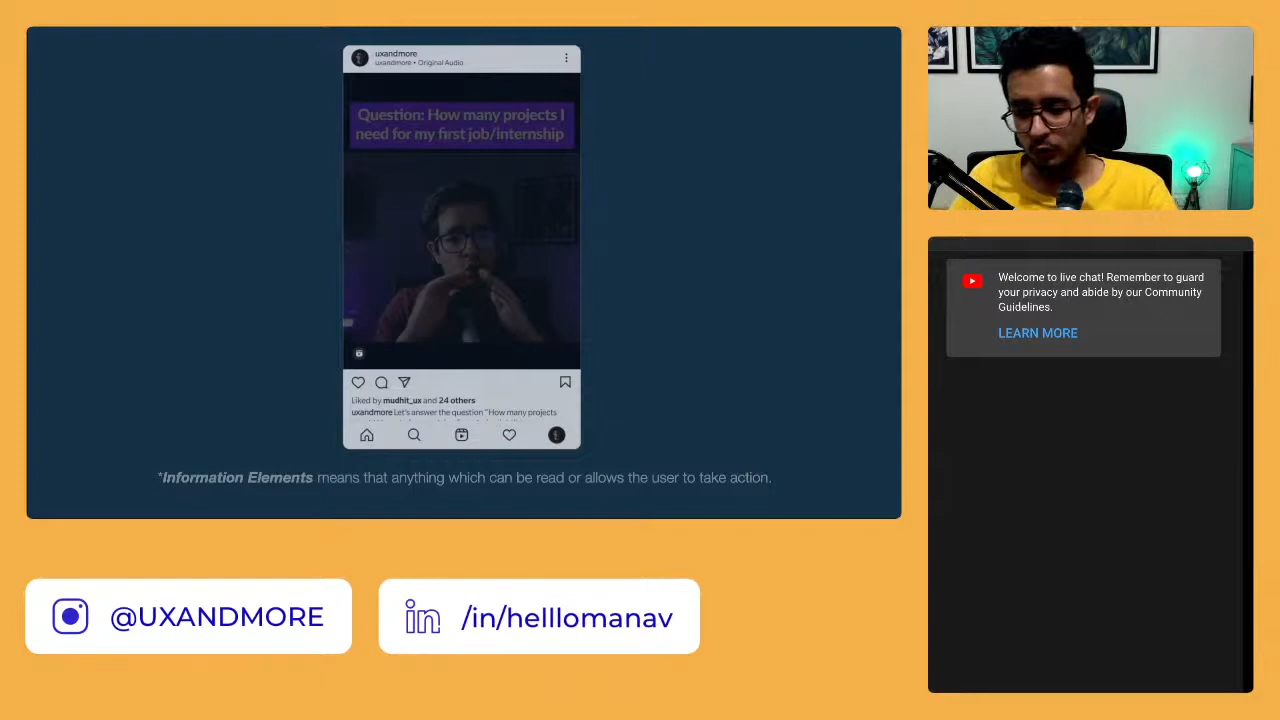 uxandmore
uxandmore • Original Audio
Question: How many projects I
need for my first job/internship
Liked by mudhit_ux and 24 others
uxandmore Let's answer the question "How many projects
*Information Elements means that anything which can be read or allows the user to take action.
Welcome to live chat! Remember to guard
your privacy and abide by our Community
Guidelines.
LEARN MORE
@UXANDMORE
/in/helllomanav